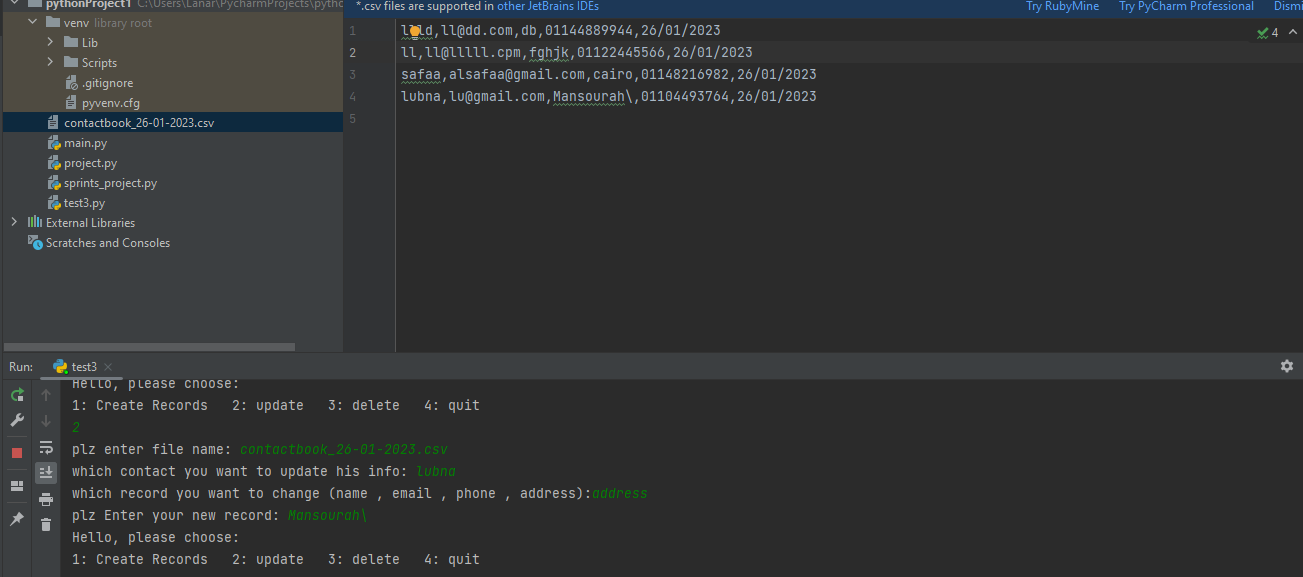 pythonProject1 C:\Users\Lanar\PycharmProjects\pytho
venv library root
Lib
Scripts
.gitignore
pyvenv.cfg
contactbook_26-01-2023.csv
main.py
project.py
sprints_project.py
test3.py
External Libraries
Scratches and Consoles
*.csv files are supported in other JetBrains IDEs Try RubyMine Try PyCharm Professional Dismi
4
1 ll ld,ll@dd.com,db,01144889944,26/01/2023
2 ll,ll@lllll.cpm,fghjk,01122445566,26/01/2023
3 safaa,alsafaa@gmail.com,cairo,01148216982,26/01/2023
4 lubna,lu@gmail.com,Mansourah\,01104493764,26/01/2023
5
Run: test3
Hello, please choose:
1: Create Records 2: update 3: delete 4: quit
2
plz enter file name: contactbook_26-01-2023.csv
which contact you want to update his info: lubna
which record you want to change (name , email , phone , address):address
plz Enter your new record: Mansourah\
Hello, please choose:
1: Create Records 2: update 3: delete 4: quit